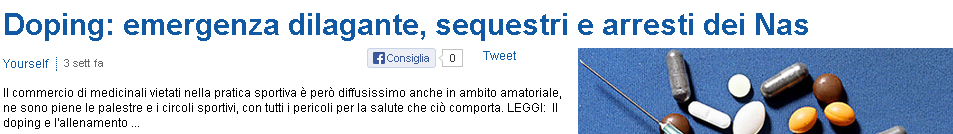 Doping: emergenza dilagante, sequestri e arresti dei Nas
Yourself 3 sett fa
Consiglia 0 Tweet
Il commercio di medicinali vietati nella pratica sportiva è però diffusissimo anche in ambito amatoriale,
ne sono piene le palestre e i circoli sportivi, con tutti i pericoli per la salute che ciò comporta. LEGGI: Il
doping e l'allenamento ...